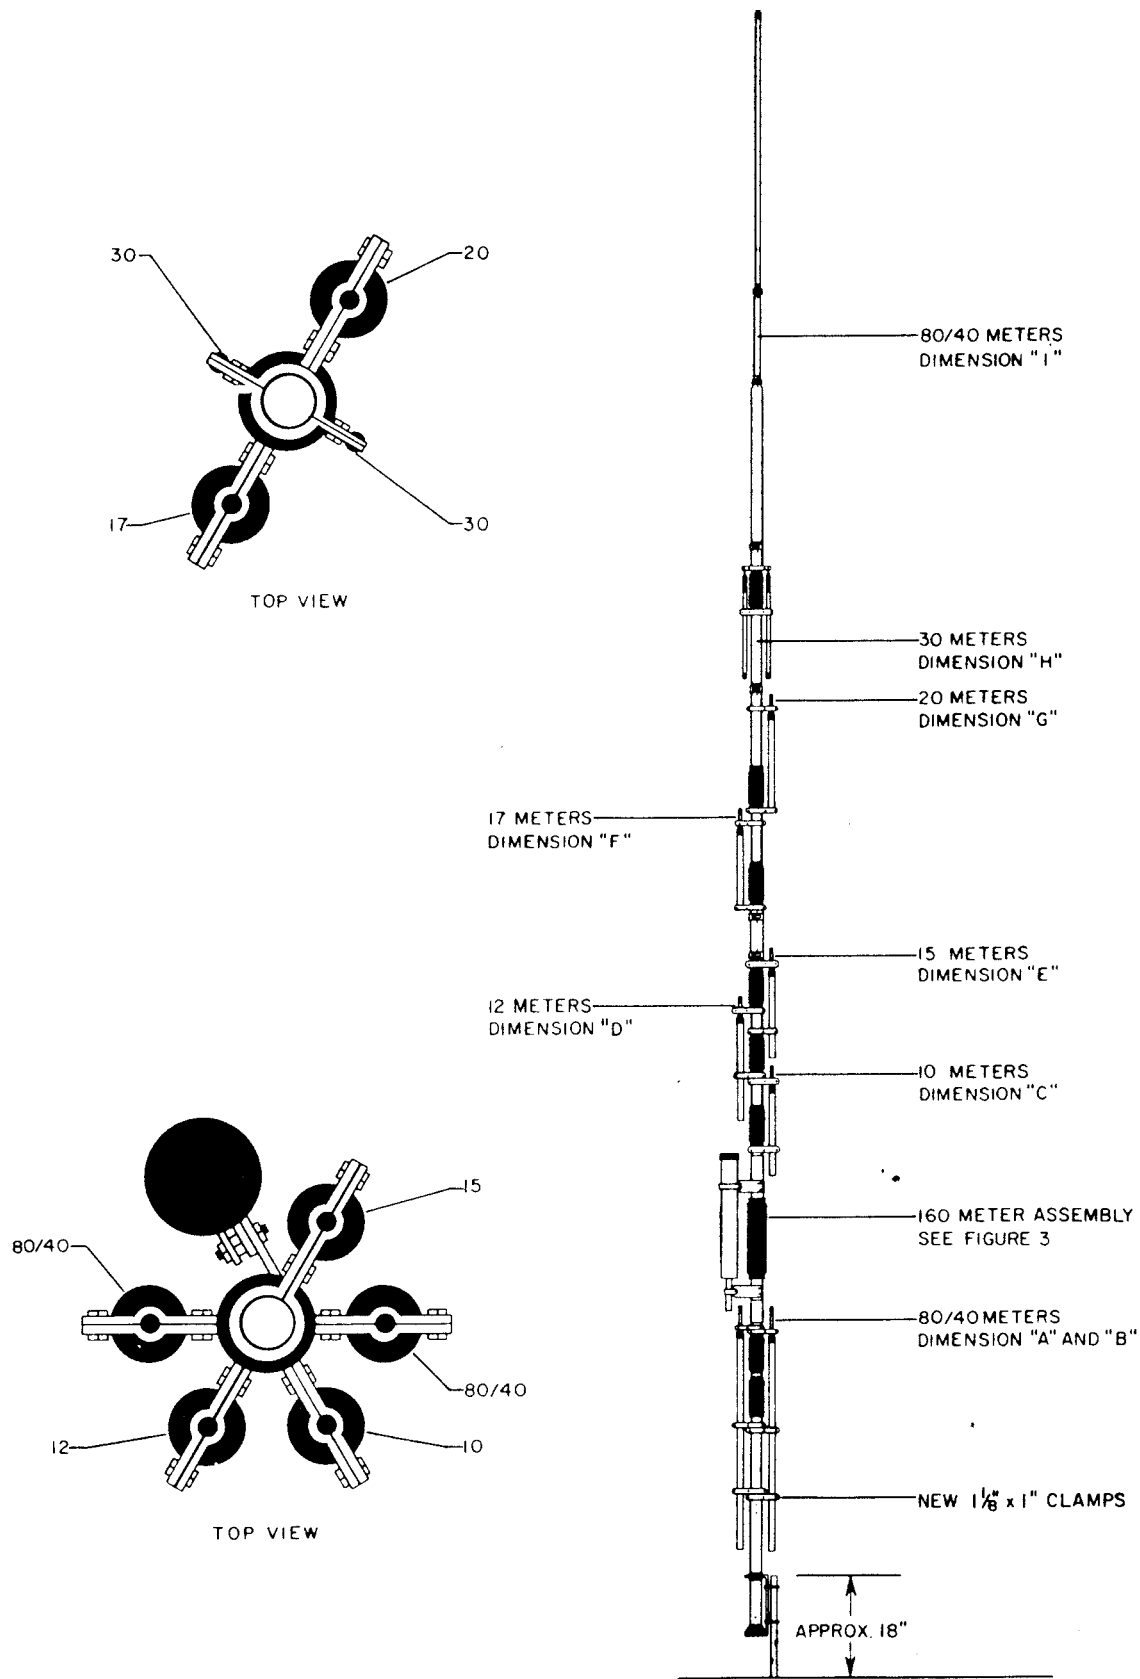 30
20
17
30
TOP VIEW
80/40 METERS
DIMENSION "I"
30 METERS
DIMENSION "H"
20 METERS
DIMENSION "G"
17 METERS
DIMENSION "F"
15 METERS
DIMENSION "E"
12 METERS
DIMENSION "D"
10 METERS
DIMENSION "C"
160 METER ASSEMBLY
SEE FIGURE 3
80/40 METERS
DIMENSION "A" AND "B"
NEW 1 1/8" x 1" CLAMPS
APPROX. 18"
15
80/40
80/40
12
10
TOP VIEW